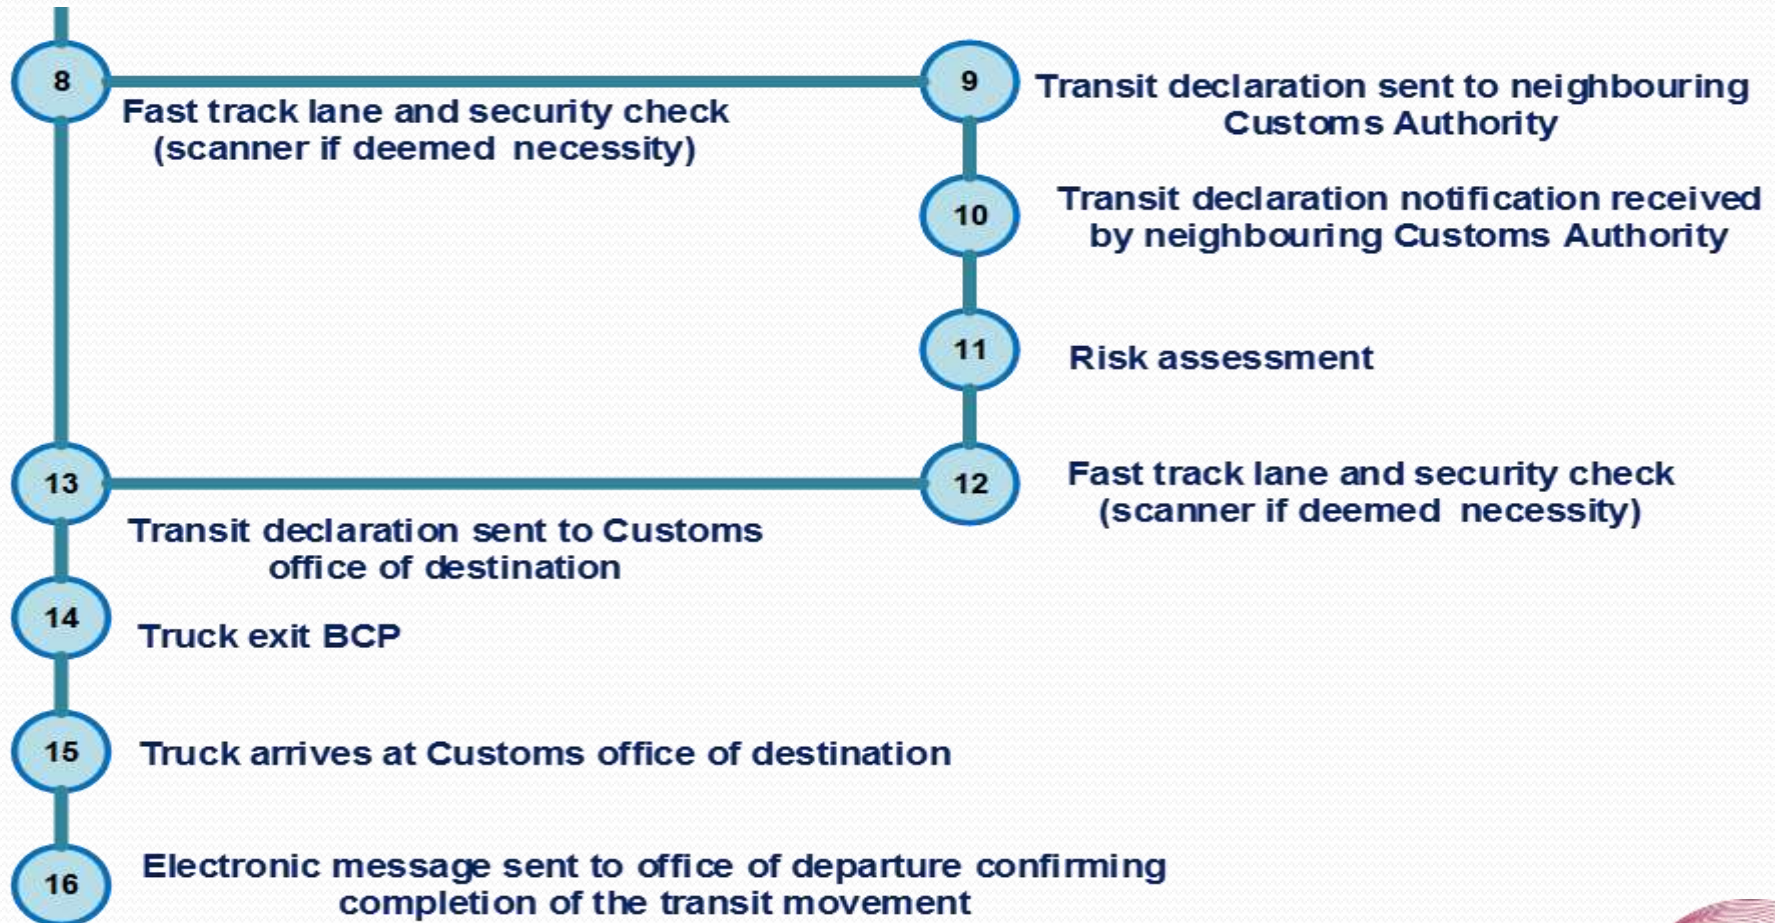 8
Fast track lane and security check
(scanner if deemed necessity)
9
Transit declaration sent to neighbouring
Customs Authority
10
Transit declaration notification received
by neighbouring Customs Authority
11
Risk assessment
12
Fast track lane and security check
(scanner if deemed necessity)
13
Transit declaration sent to Customs
office of destination
14
Truck exit BCP
15
Truck arrives at Customs office of destination
16
Electronic message sent to office of departure confirming
completion of the transit movement